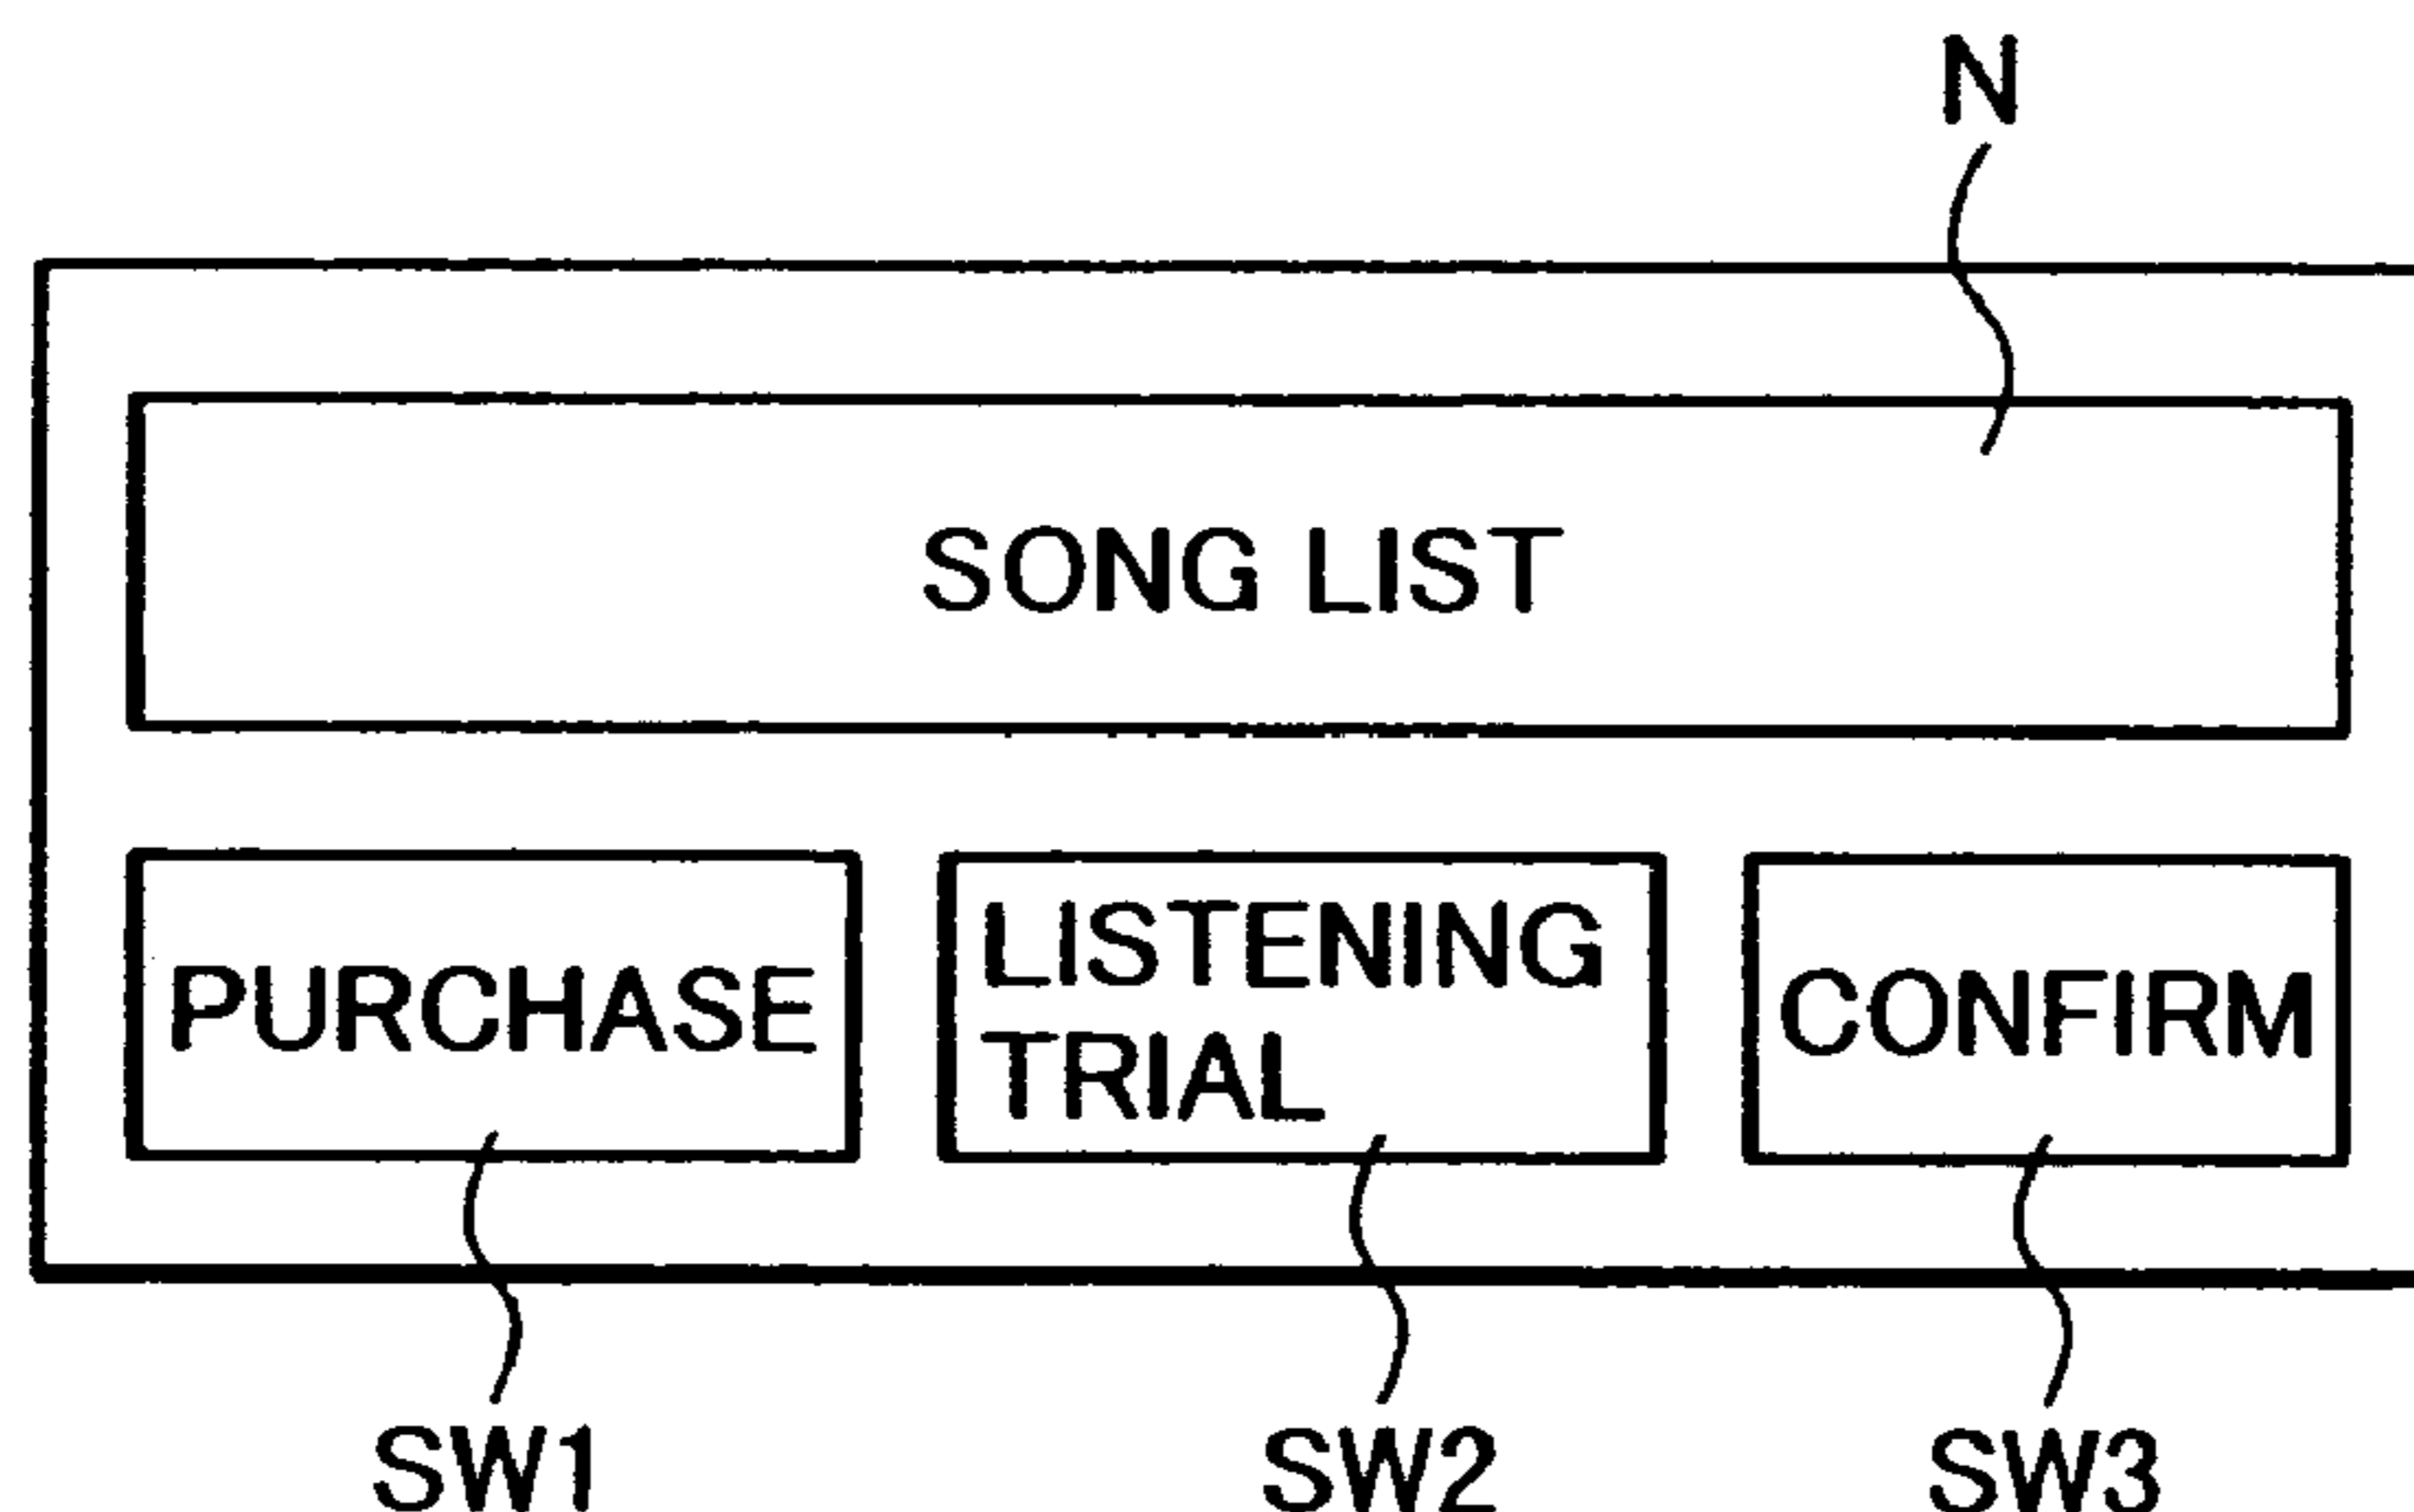 N
SONG LIST
PURCHASE
LISTENING
TRIAL
CONFIRM
SW1
SW2
SW3